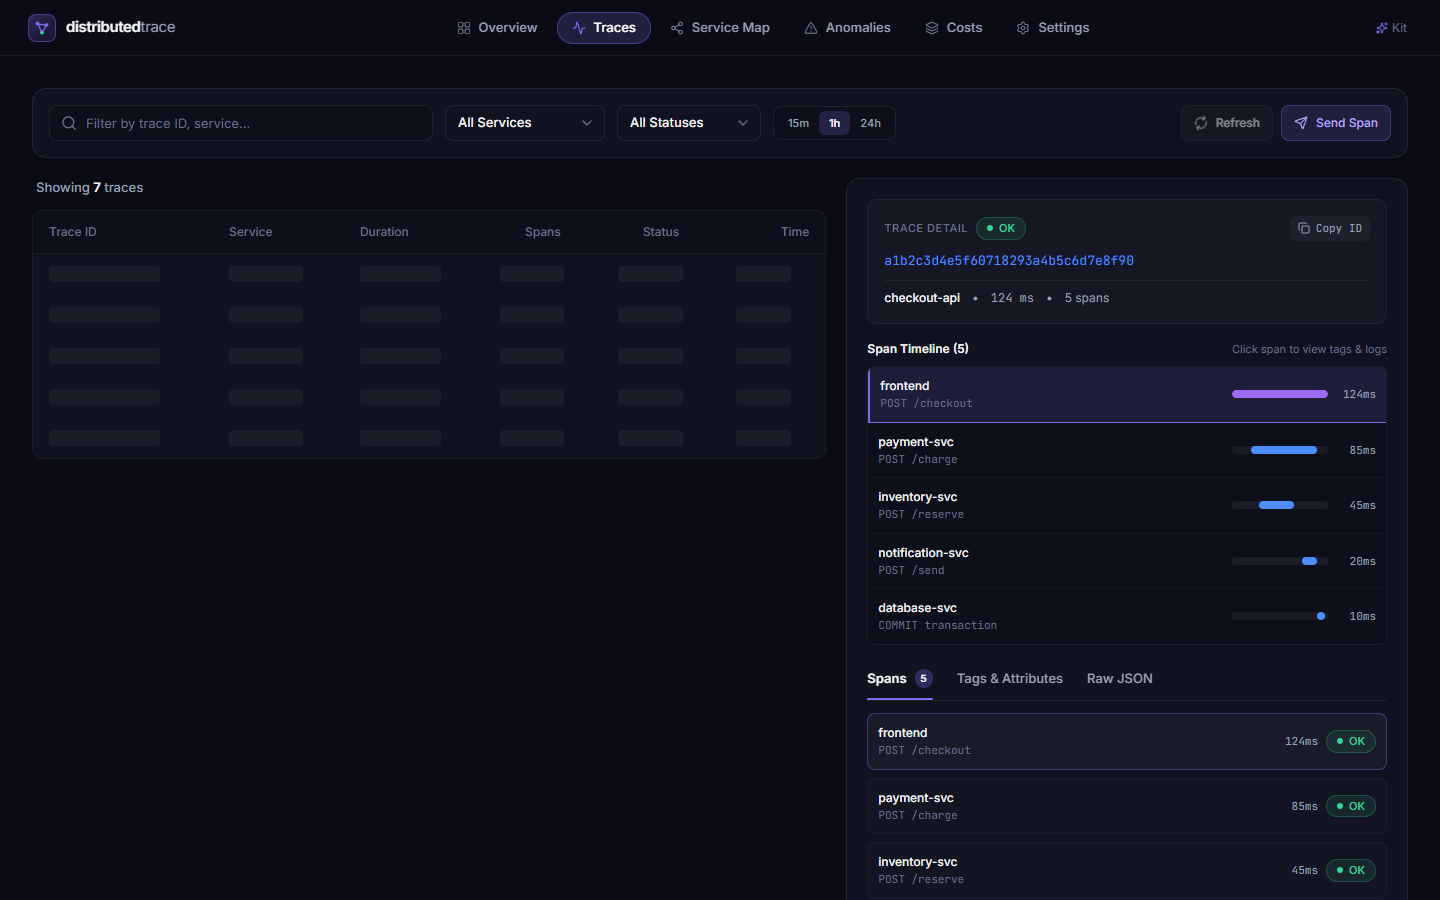 distributedtrace
Overview
Traces
Service Map
Anomalies
Costs
Settings
Kit
Filter by trace ID, service...
All Services
All Statuses
15m
1h
24h
Refresh
Send Span
Showing 7 traces
Trace ID
Service
Duration
Spans
Status
Time
TRACE DETAIL
OK
Copy ID
a1b2c3d4e5f60718293a4b5c6d7e8f90
checkout-api • 124 ms • 5 spans
Span Timeline (5)
Click span to view tags & logs
frontend
POST /checkout
124ms
payment-svc
POST /charge
85ms
inventory-svc
POST /reserve
45ms
notification-svc
POST /send
20ms
database-svc
COMMIT transaction
10ms
Spans 5
Tags & Attributes
Raw JSON
frontend
POST /checkout
124ms
OK
payment-svc
POST /charge
85ms
OK
inventory-svc
POST /reserve
45ms
OK